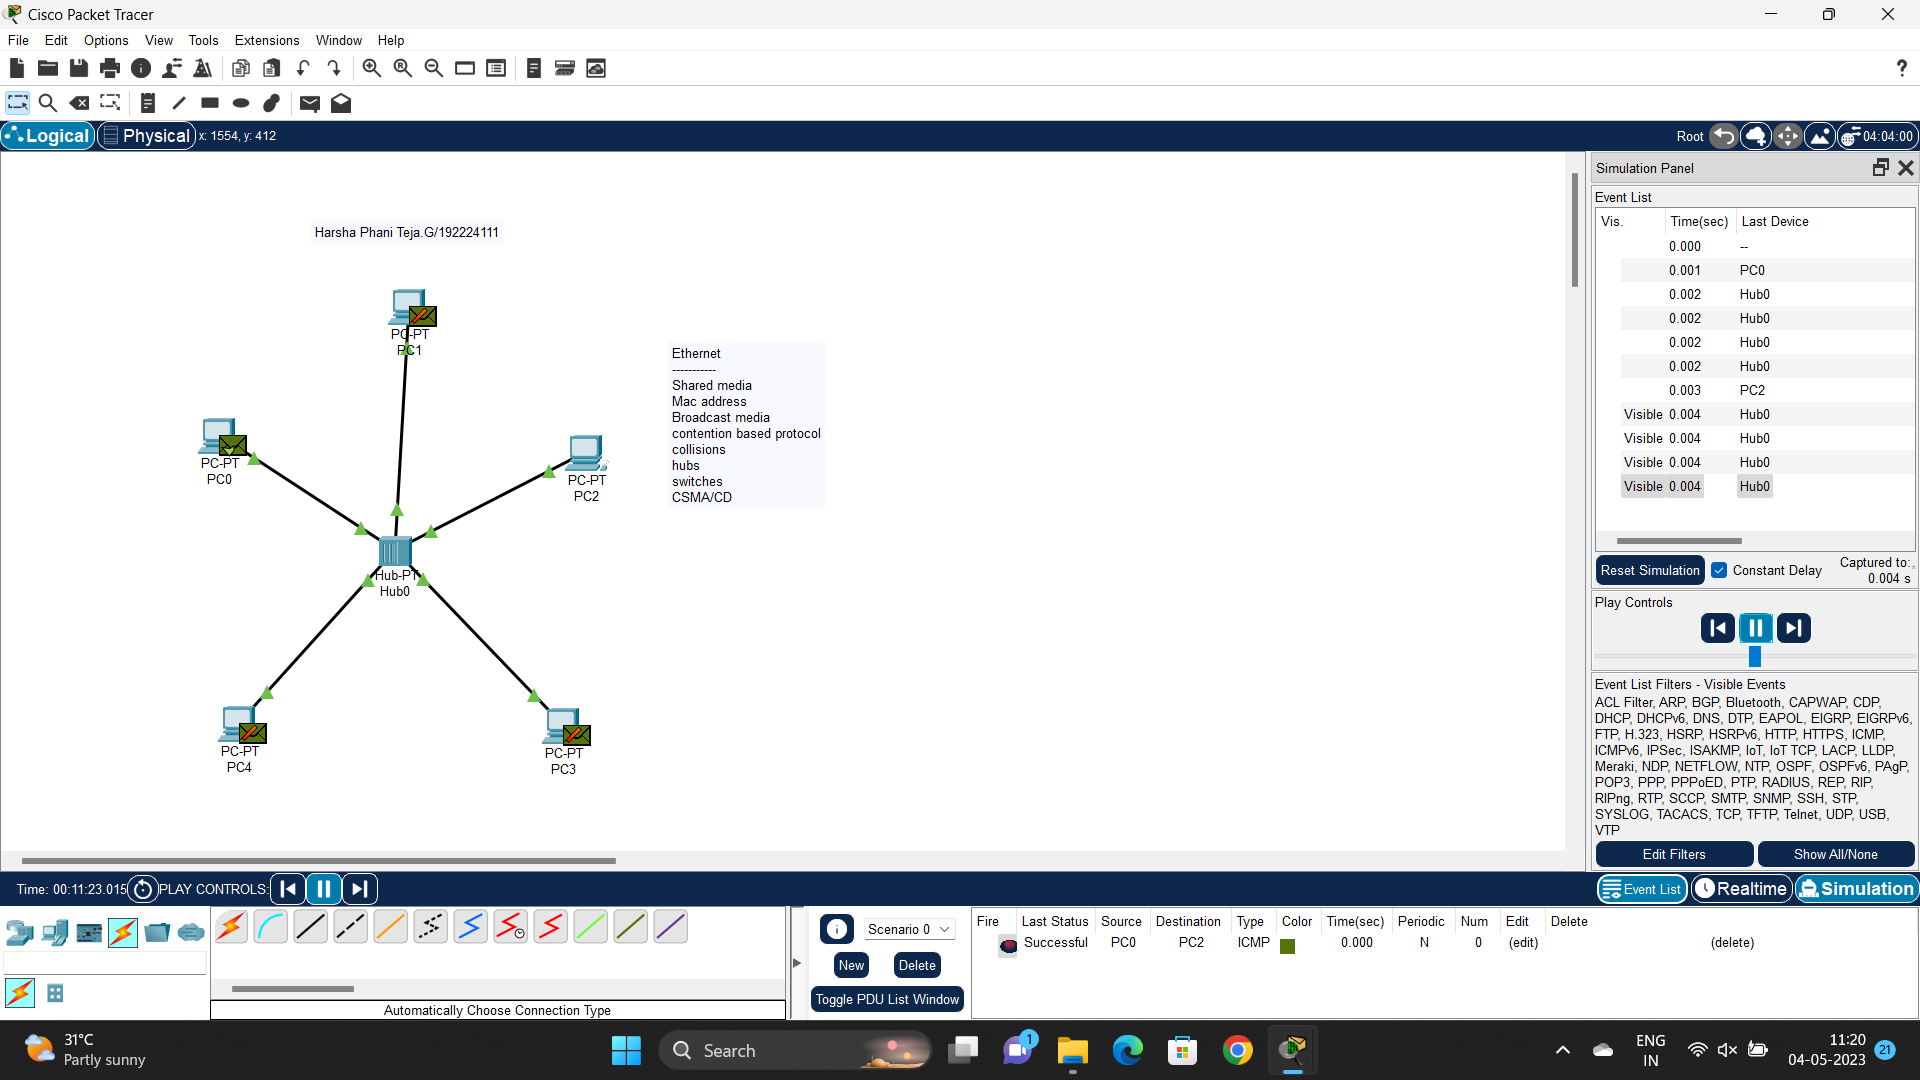 Cisco Packet Tracer
File Edit Options View Tools Extensions Window Help
?
Logical Physical x: 1554, y: 412 Root 04:04:00
Harsha Phani Teja.G/192224111
PC-PT
PC1
PC-PT
PC0
PC-PT
PC2
Hub-PT
Hub0
PC-PT
PC4
PC-PT
PC3
Ethernet
-----------
Shared media
Mac address
Broadcast media
contention based protocol
collisions
hubs
switches
CSMA/CD
Simulation Panel
Event List
Vis. Time(sec) Last Device
0.000 --
0.001 PC0
0.002 Hub0
0.002 Hub0
0.002 Hub0
0.002 Hub0
0.003 PC2
Visible 0.004 Hub0
Visible 0.004 Hub0
Visible 0.004 Hub0
Visible 0.004 Hub0
Reset Simulation Constant Delay Captured to:
0.004 s
Play Controls
Event List Filters - Visible Events
ACL Filter, ARP, BGP, Bluetooth, CAPWAP, CDP,
DHCP, DHCPv6, DNS, DTP, EAPOL, EIGRP, EIGRPv6,
FTP, H.323, HSRP, HSRPv6, HTTP, HTTPS, ICMP,
ICMPv6, IPSec, ISAKMP, IoT, IoT TCP, LACP, LLDP,
Meraki, NDP, NETFLOW, NTP, OSPF, OSPFv6, PAgP,
POP3, PPP, PPPoED, PTP, RADIUS, REP, RIP,
RIPng, RTP, SCCP, SMTP, SNMP, SSH, STP,
SYSLOG, TACACS, TCP, TFTP, Telnet, UDP, USB,
VTP
Edit Filters Show All/None
Time: 00:11:23.015 PLAY CONTROLS: Event List Realtime Simulation
Automatically Choose Connection Type
Scenario 0
New Delete
Toggle PDU List Window
Fire Last Status Source Destination Type Color Time(sec) Periodic Num Edit Delete
Successful PC0 PC2 ICMP 0.000 N 0 (edit) (delete)
31°C
Partly sunny
Search
1
ENG
IN
11:20
04-05-2023
21